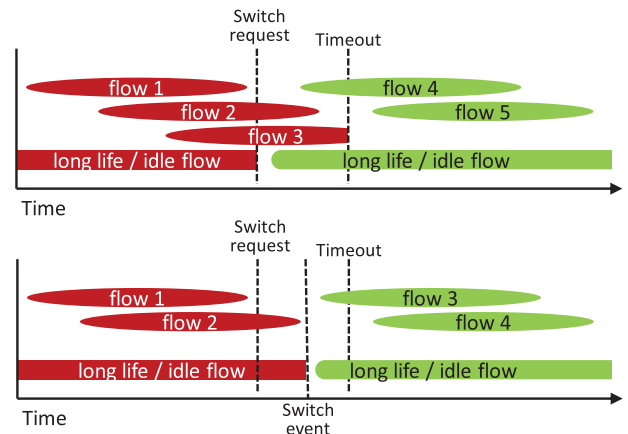 Switch
request
Timeout
flow 1
flow 4
flow 2
flow 5
flow 3
long life / idle flow
long life / idle flow
Time
Switch
request
Timeout
flow 1
flow 3
flow 2
flow 4
long life / idle flow
long life / idle flow
Time
Switch
event